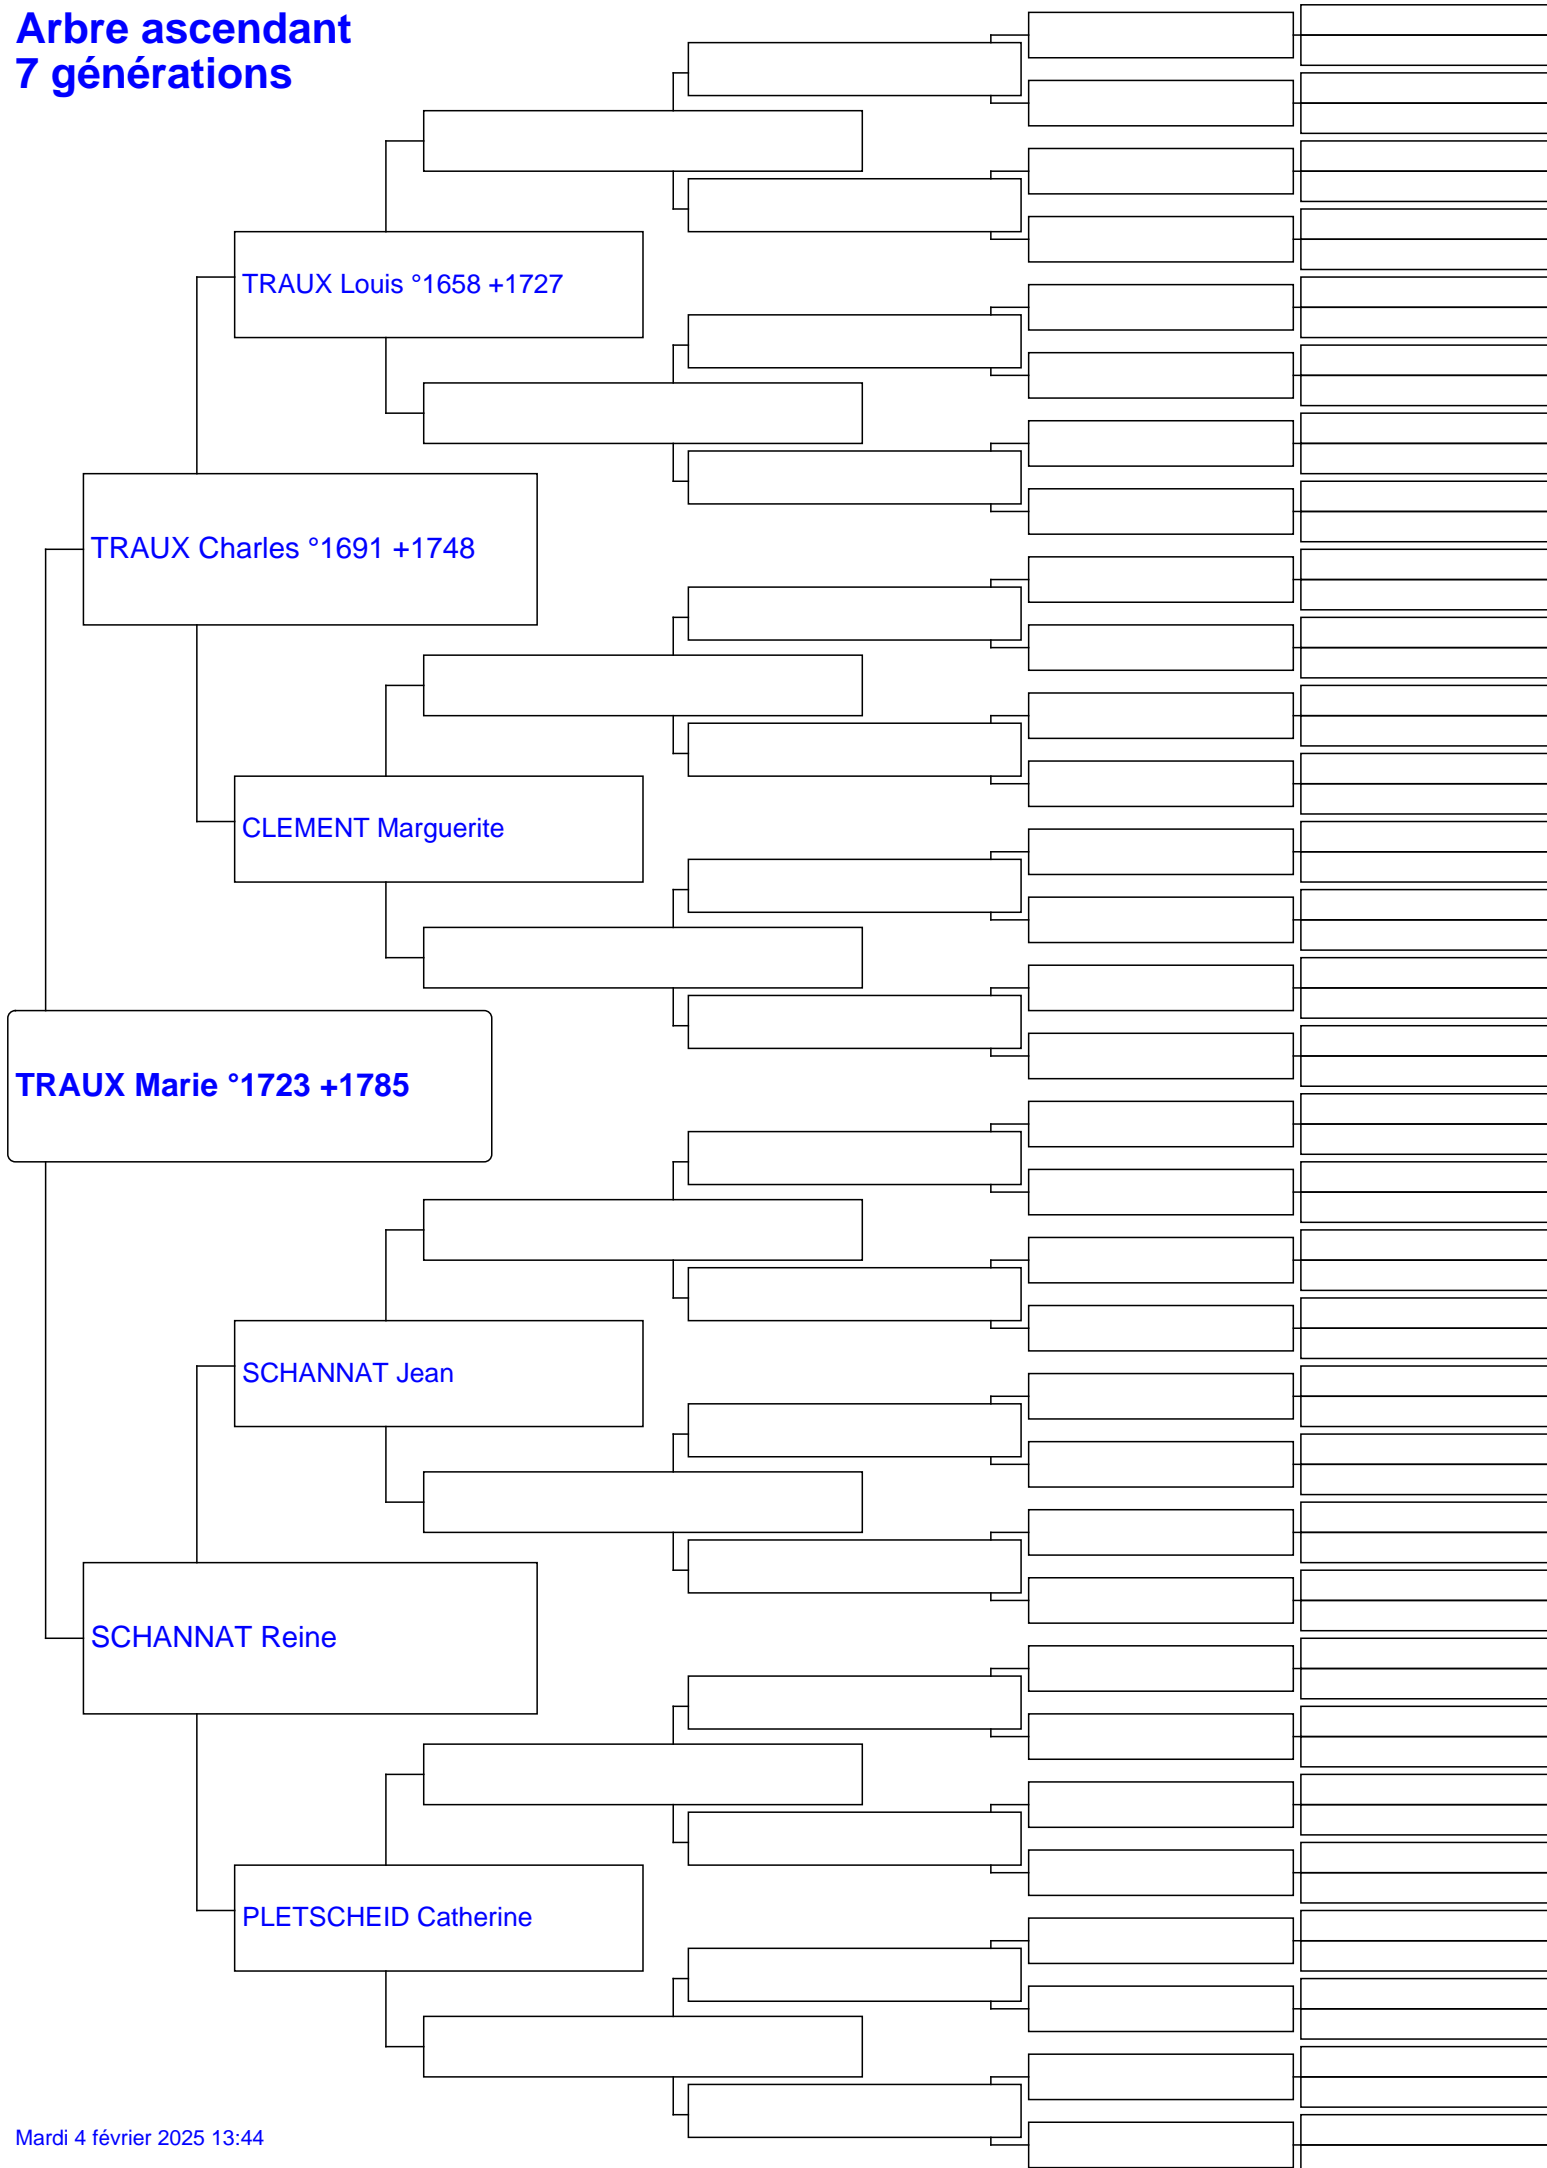 Arbre ascendant
7 générations
TRAUX Louis °1658 +1727
TRAUX Charles °1691 +1748
CLEMENT Marguerite
TRAUX Marie °1723 +1785
SCHANNAT Jean
SCHANNAT Reine
PLETSCHEID Catherine
Mardi 4 février 2025 13:44